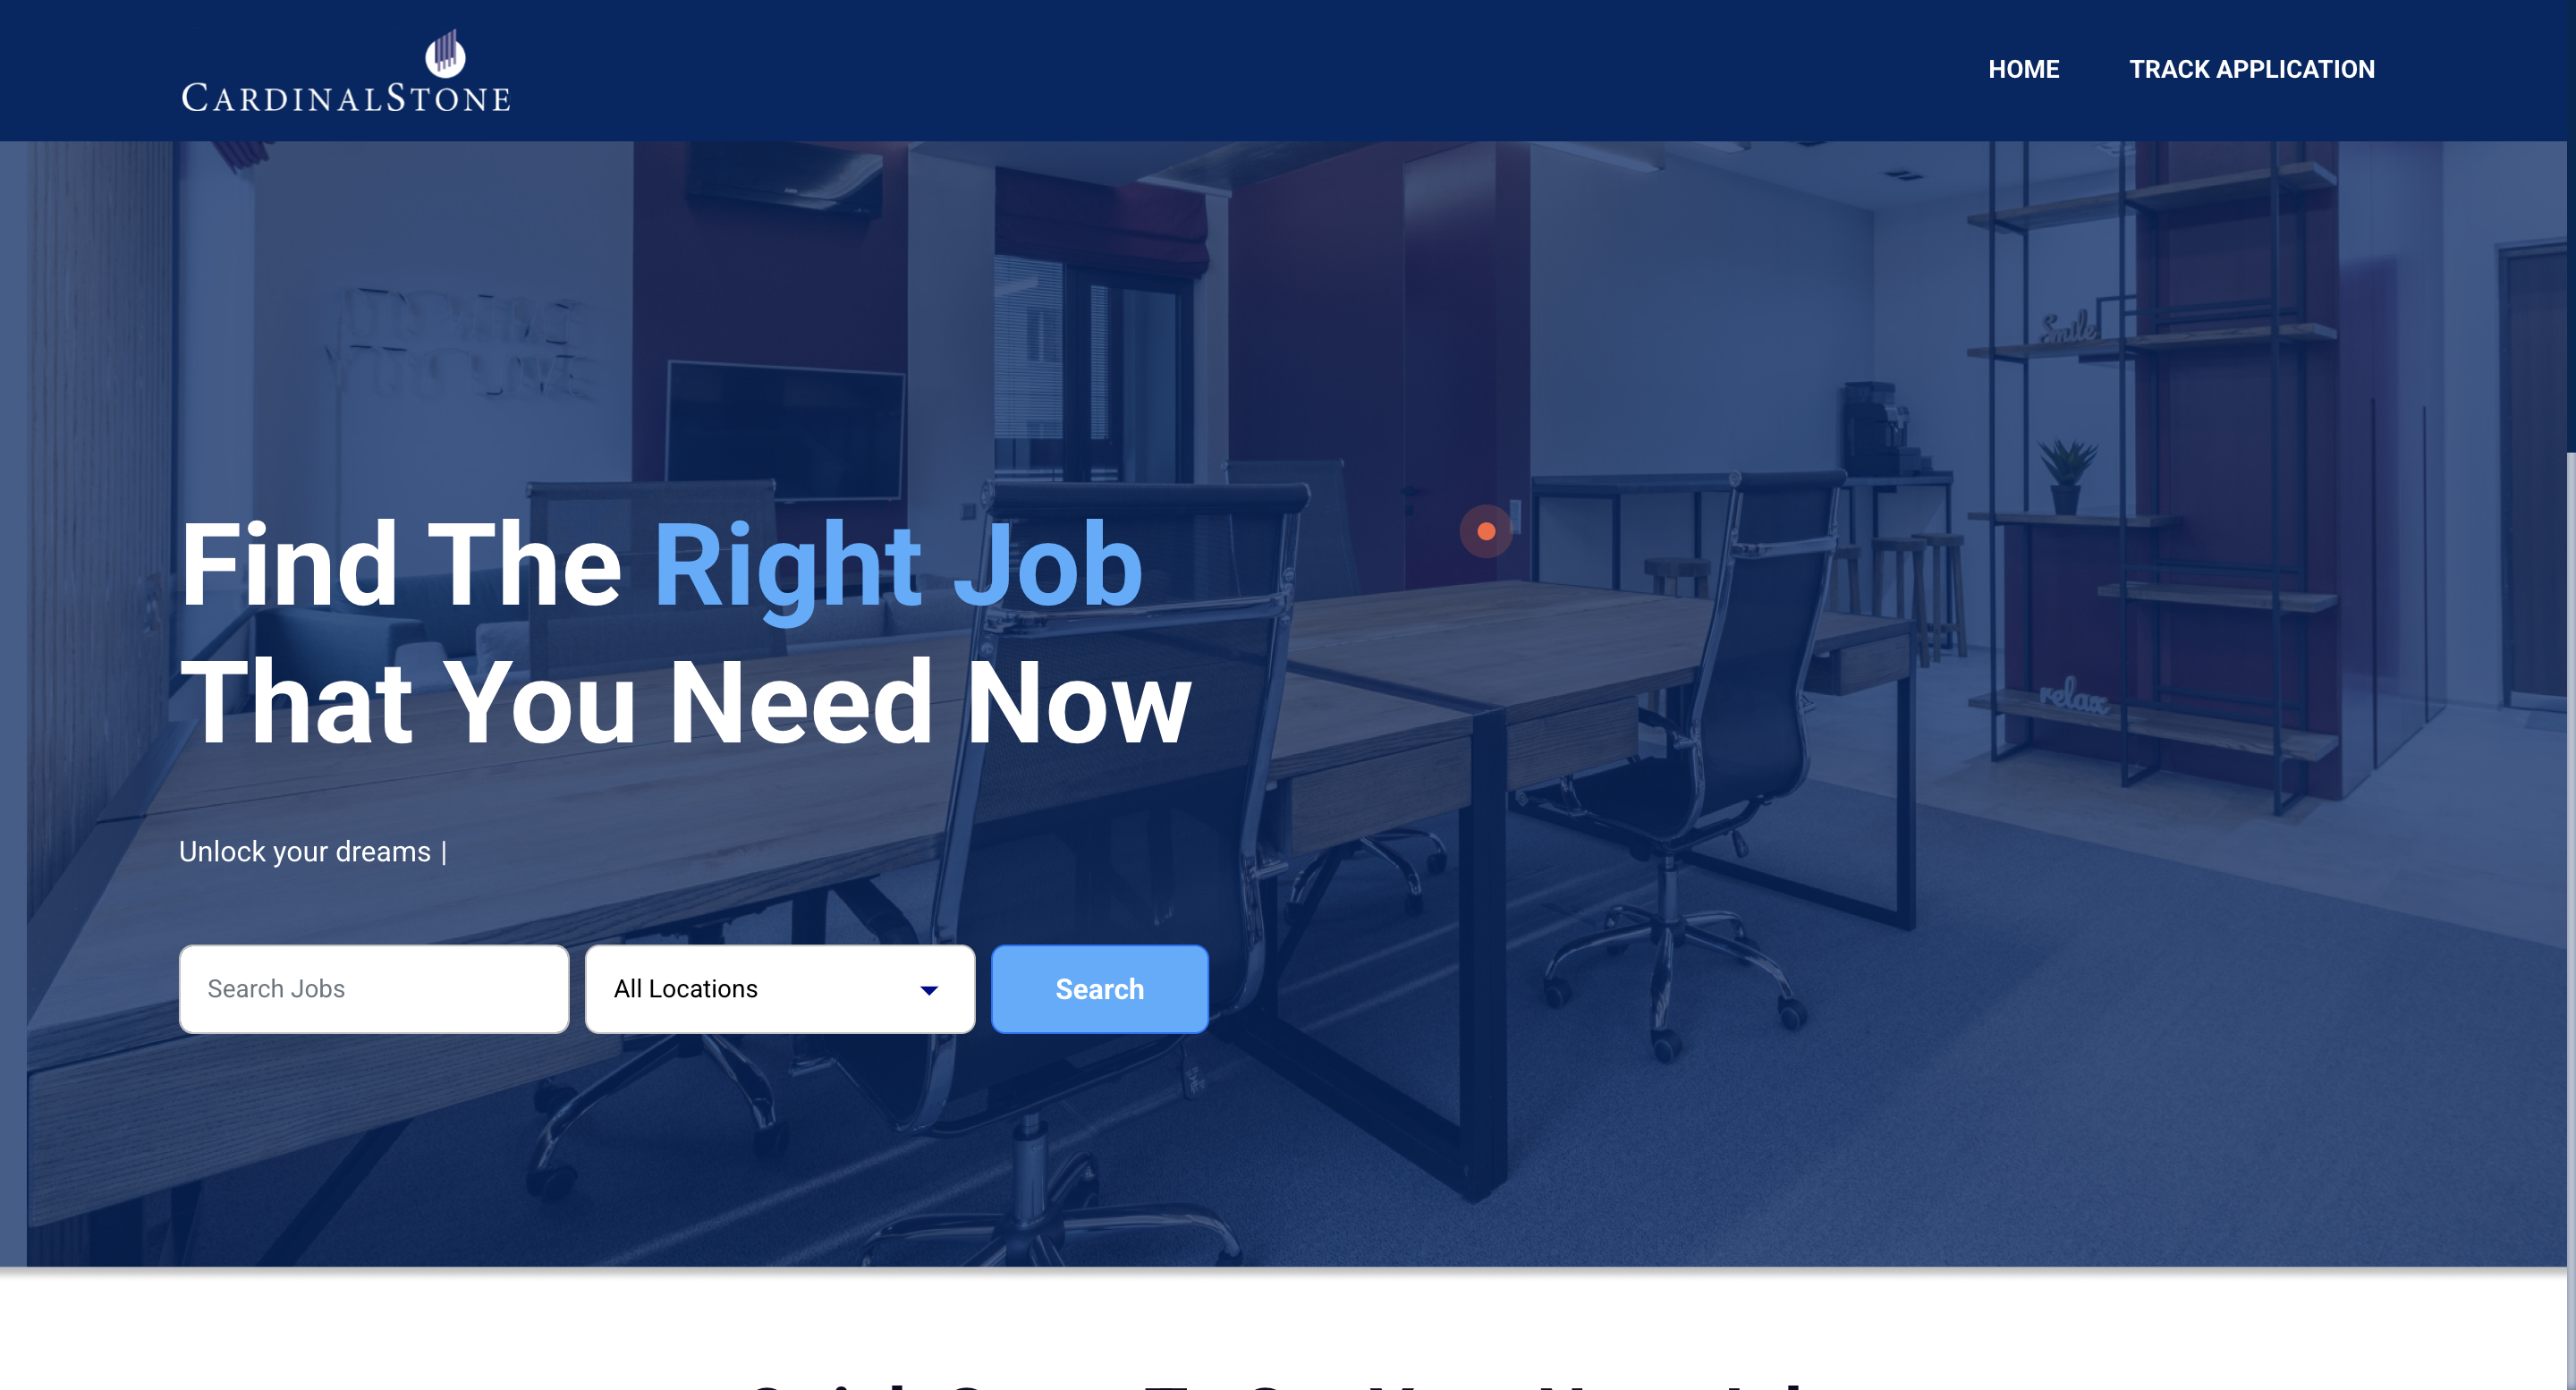 CARDINALSTONE
HOME
TRACK APPLICATION
Smile
relax
Find The Right Job
That You Need Now
Unlock your dreams |
Search Jobs
All Locations
Search